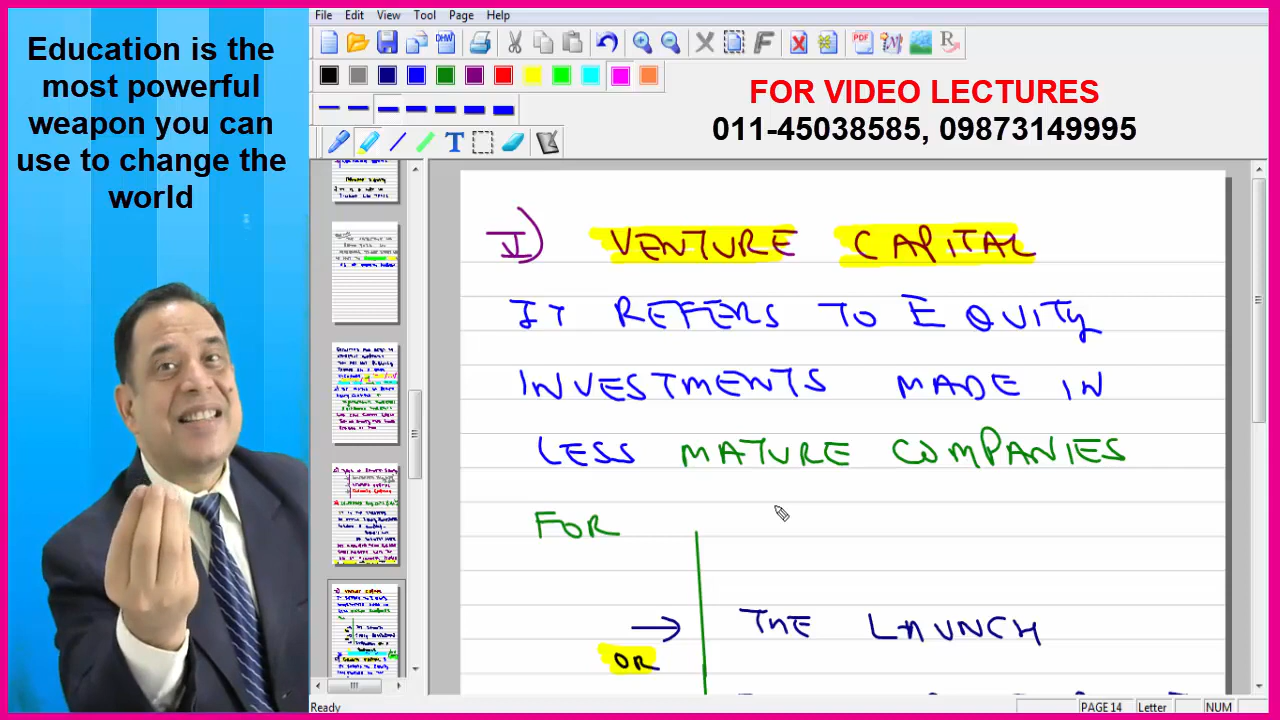 Education is the
most powerful
weapon you can
use to change the
world
File Edit View Tool Page Help
DHW PDF
FOR VIDEO LECTURES
011-45038585, 09873149995
V) VENTURE CAPITAL
IT REFERS TO EQUITY
INVESTMENTS MADE IN
LESS MATURE COMPANIES
FOR
→ THE LAUNCH
OR
Ready PAGE 14 Letter NUM